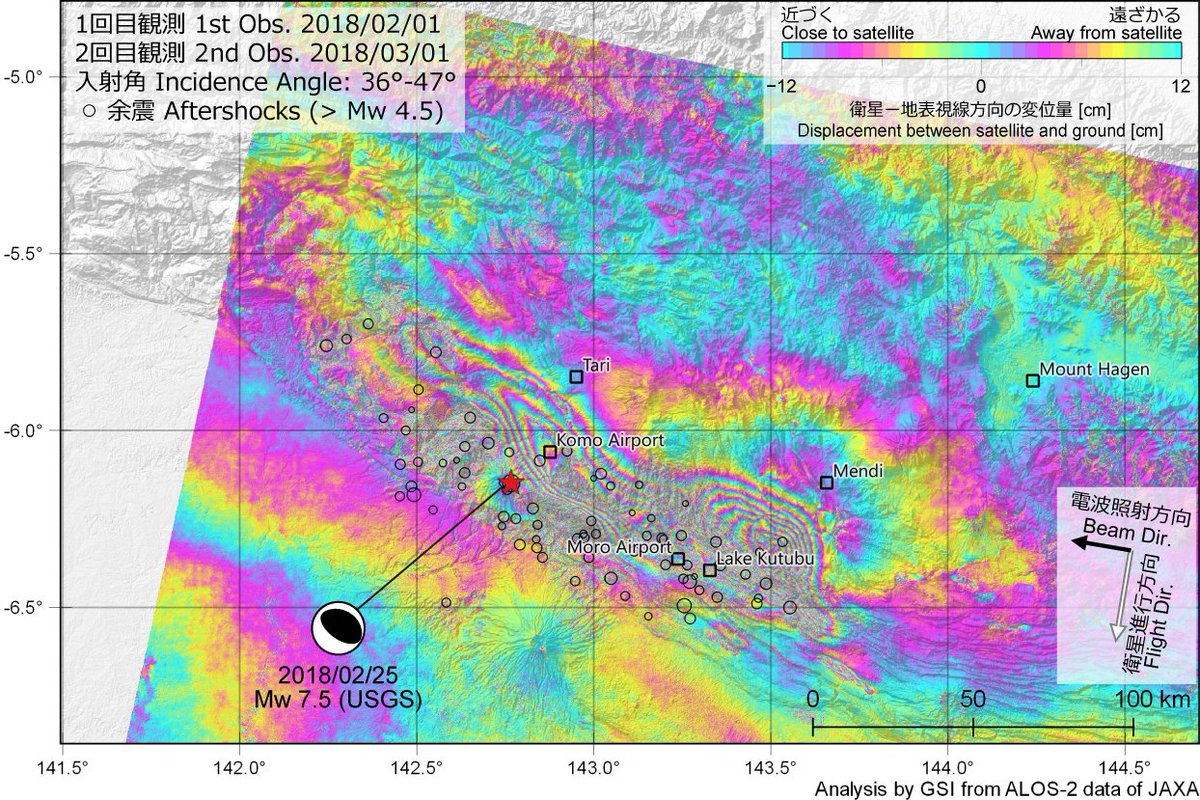 1回目観測 1st Obs. 2018/02/01
2回目観測 2nd Obs. 2018/03/01
入射角 Incidence Angle: 36°-47°
○ 余震 Aftershocks (> Mw 4.5)
近づく 遠ざかる
Close to satellite Away from satellite
−12 0 12
衛星ー地表視線方向の変位量 [cm]
Displacement between satellite and ground [cm]
-5.0°
-5.5°
-6.0°
-6.5°
Tari
Mount Hagen
Komo Airport
Mendi
Moro Airport
Lake Kutubu
電波照射方向
Beam Dir.
衛星進行方向
Flight Dir.
2018/02/25
Mw 7.5 (USGS)
0 50 100 km
141.5° 142.0° 142.5° 143.0° 143.5° 144.0° 144.5°
Analysis by GSI from ALOS-2 data of JAXA